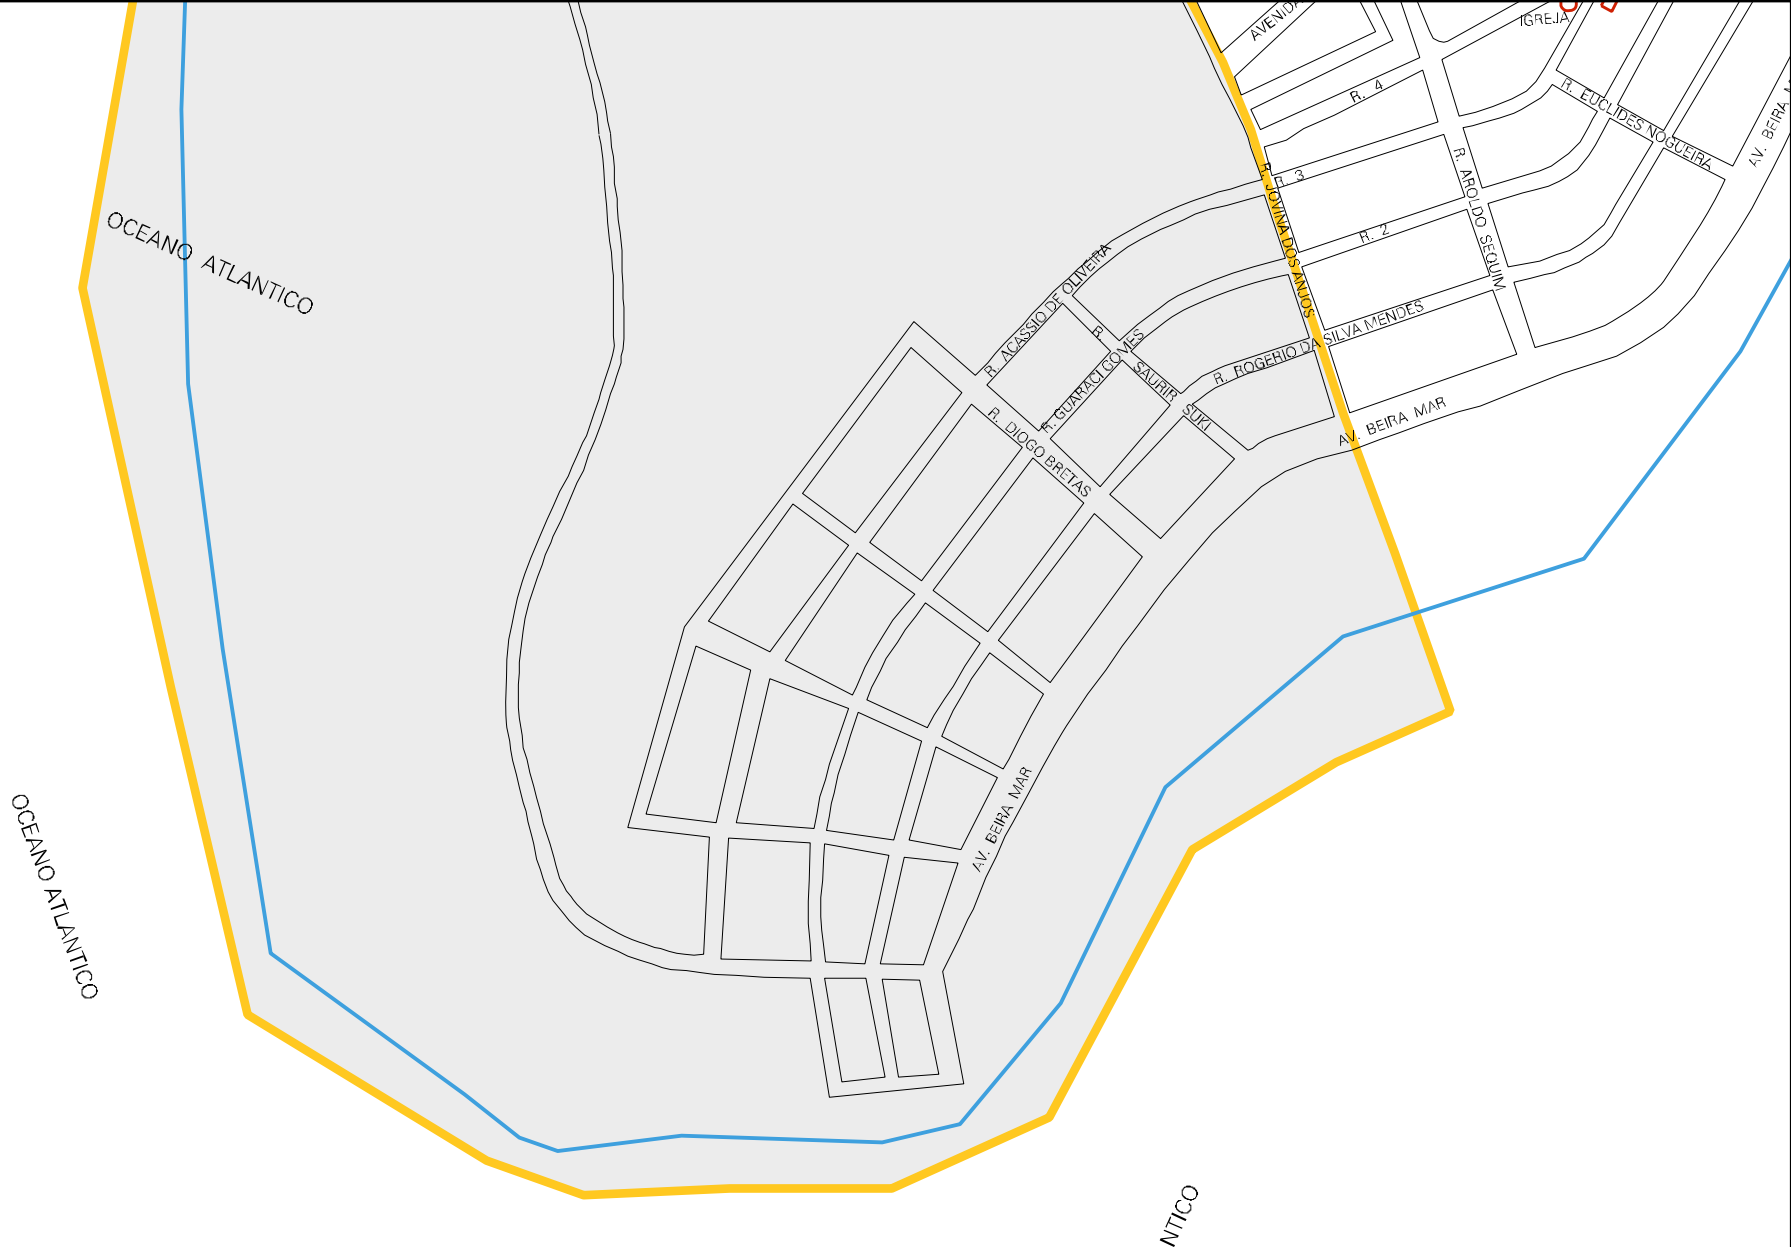 AVENIDA
IGREJA
R. 4
R. EUCLIDES NOGUEIRA
AV. BEIRA
R. 3
R. JOVINA DOS ANJOS
R. AROLDO SEQUIM
R. 2
OCEANO ATLANTICO
R. ACASSIO DE OLIVEIRA
R. GUARACI GOMES
R. SAURIR SUKI
R. ROGERIO DA SILVA MENDES
AV. BEIRA MAR
R. DIOGO BRETAS
AV. BEIRA MAR
OCEANO ATLANTICO
NTICO